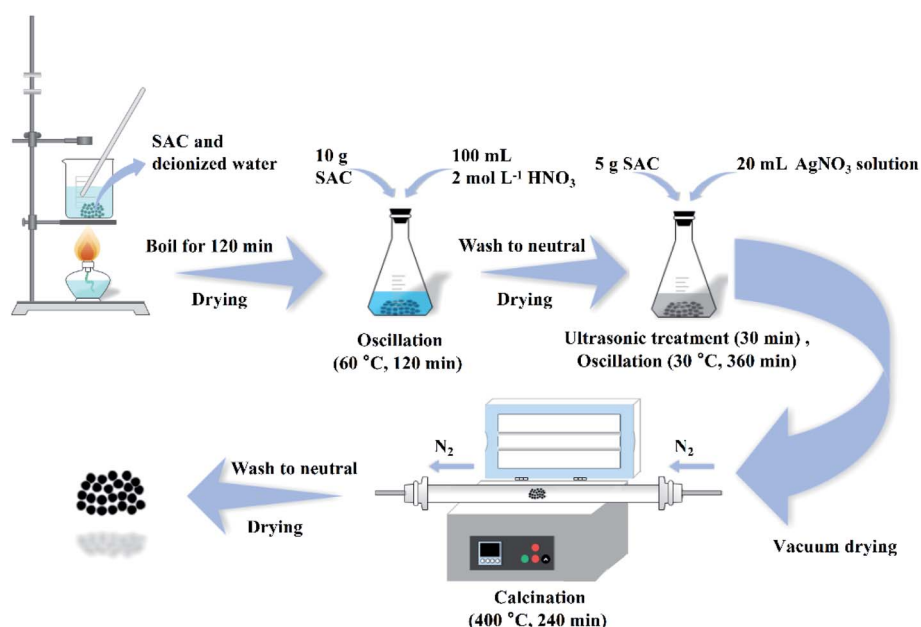 SAC and
deionized water
Boil for 120 min
Drying
10 g
SAC
100 mL
2 mol L⁻¹ HNO₃
Oscillation
(60 °C, 120 min)
Wash to neutral
Drying
5 g SAC
20 mL AgNO₃ solution
Ultrasonic treatment (30 min) ,
Oscillation (30 °C, 360 min)
Vacuum drying
N₂
N₂
Calcination
(400 °C, 240 min)
Wash to neutral
Drying